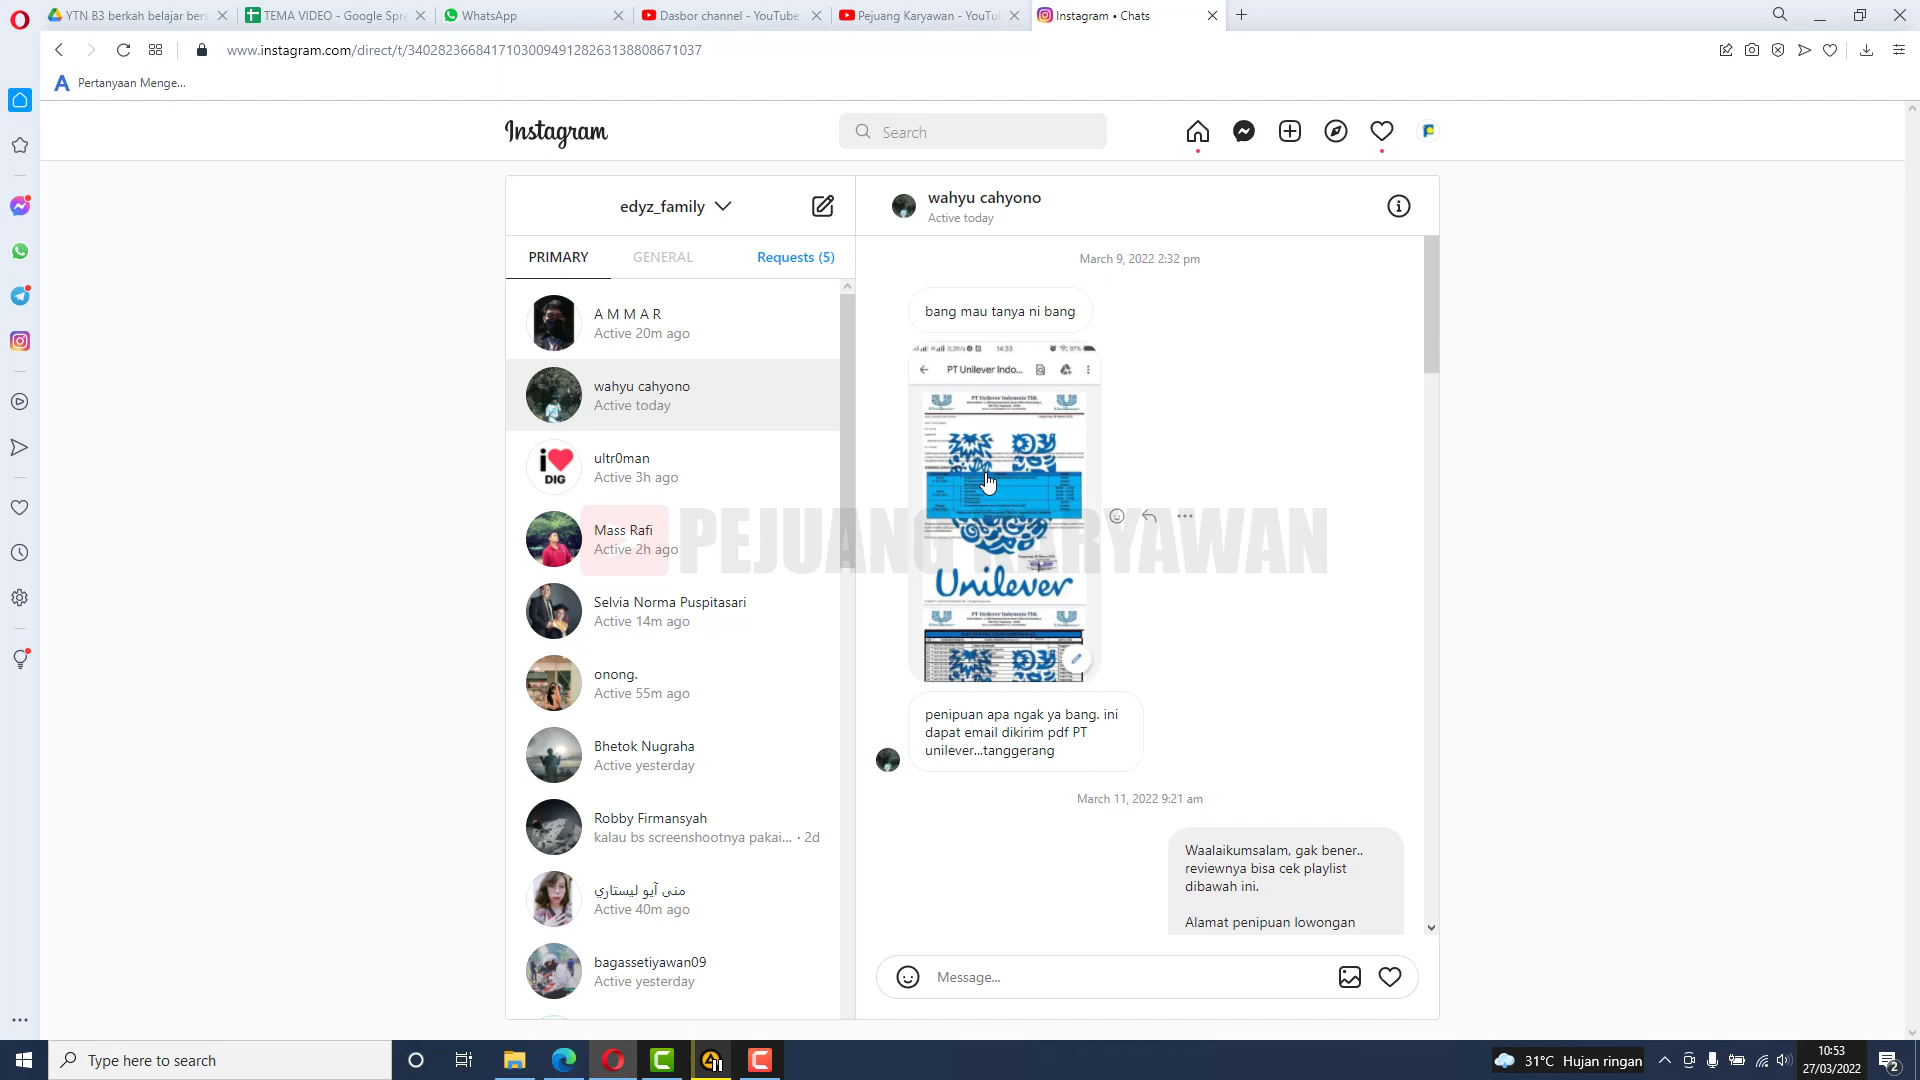 YTN B3 berkah belajar bers
TEMA VIDEO - Google Spre
WhatsApp
Dasbor channel - YouTube
Pejuang Karyawan - YouTu
Instagram • Chats
www.instagram.com/direct/t/340282366841710300949128263138808671037
Pertanyaan Menge...
Instagram
Search
edyz_family
PRIMARY
GENERAL
Requests (5)
A M M A R
Active 20m ago
wahyu cahyono
Active today
i DIG
ultr0man
Active 3h ago
Mass Rafi
Active 2h ago
Selvia Norma Puspitasari
Active 14m ago
onong.
Active 55m ago
Bhetok Nugraha
Active yesterday
Robby Firmansyah
kalau bs screenshootnya pakai... · 2d
منى آيو ليستاري
Active 40m ago
bagassetiyawan09
Active yesterday
wahyu cahyono
Active today
March 9, 2022 2:32 pm
bang mau tanya ni bang
14:33
97%
PT Unilever Indo...
PT Unilever Indonesia Tbk
Unilever
PT Unilever Indonesia Tbk
PEJUANG KARYAWAN
penipuan apa ngak ya bang. ini
dapat email dikirim pdf PT
unilever...tanggerang
March 11, 2022 9:21 am
Waalaikumsalam, gak bener..
reviewnya bisa cek playlist
dibawah ini.
Alamat penipuan lowongan
Message...
Type here to search
31°C Hujan ringan
10:53
27/03/2022
2